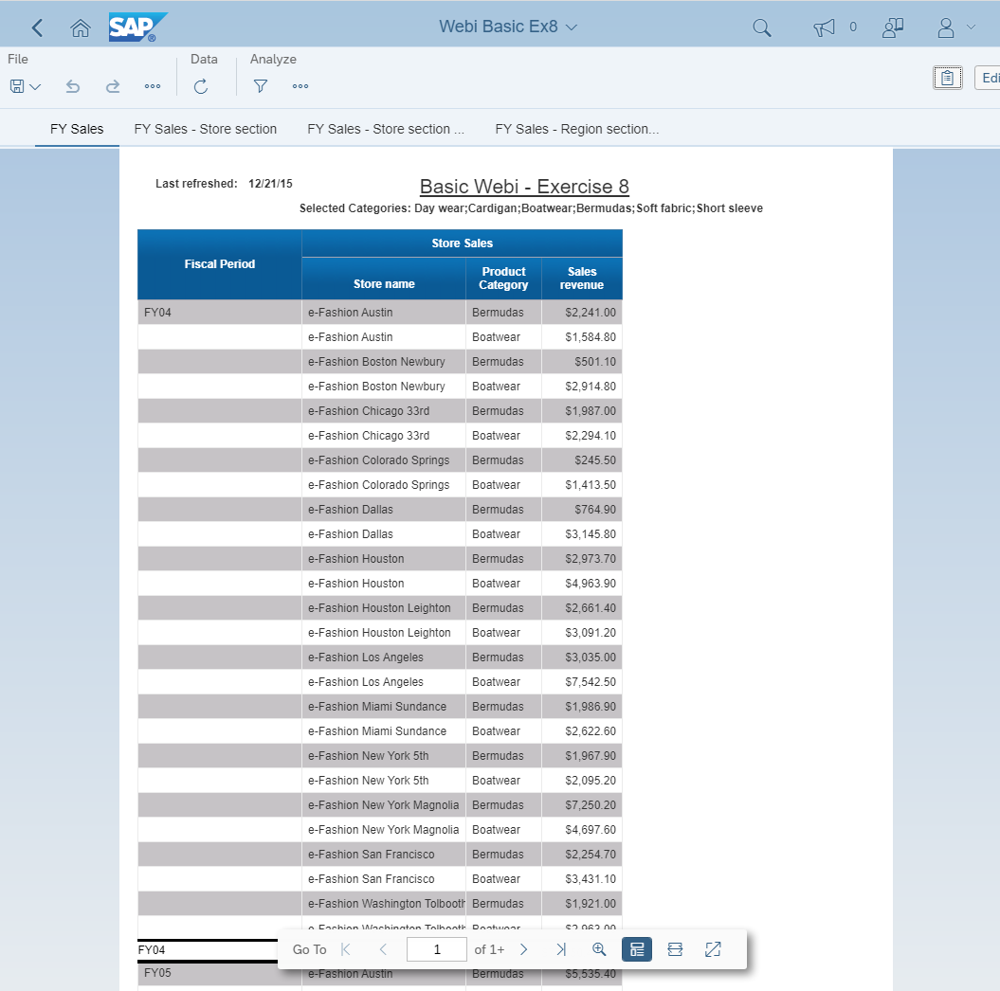 SAP ®
Webi Basic Ex8
0
File Data Analyze
Edi
FY Sales FY Sales - Store section FY Sales - Store section ... FY Sales - Region section...
Last refreshed: 12/21/15
Basic Webi - Exercise 8
Selected Categories: Day wear;Cardigan;Boatwear;Bermudas;Soft fabric;Short sleeve
Fiscal Period
Store Sales
Store name Product Category Sales revenue
FY04 e-Fashion Austin Bermudas $2,241.00
e-Fashion Austin Boatwear $1,584.80
e-Fashion Boston Newbury Bermudas $501.10
e-Fashion Boston Newbury Boatwear $2,914.80
e-Fashion Chicago 33rd Bermudas $1,987.00
e-Fashion Chicago 33rd Boatwear $2,294.10
e-Fashion Colorado Springs Bermudas $245.50
e-Fashion Colorado Springs Boatwear $1,413.50
e-Fashion Dallas Bermudas $764.90
e-Fashion Dallas Boatwear $3,145.80
e-Fashion Houston Bermudas $2,973.70
e-Fashion Houston Boatwear $4,963.90
e-Fashion Houston Leighton Bermudas $2,661.40
e-Fashion Houston Leighton Boatwear $3,091.20
e-Fashion Los Angeles Bermudas $3,035.00
e-Fashion Los Angeles Boatwear $7,542.50
e-Fashion Miami Sundance Bermudas $1,986.90
e-Fashion Miami Sundance Boatwear $2,622.60
e-Fashion New York 5th Bermudas $1,967.90
e-Fashion New York 5th Boatwear $2,095.20
e-Fashion New York Magnolia Bermudas $7,250.20
e-Fashion New York Magnolia Boatwear $4,697.60
e-Fashion San Francisco Bermudas $2,254.70
e-Fashion San Francisco Boatwear $3,431.10
e-Fashion Washington Tolbooth Bermudas $1,921.00
e-Fashion Washington Tolbooth Boatwear
FY04
Go To 1 of 1+
FY05 e-Fashion Austin Bermudas $5,535.40